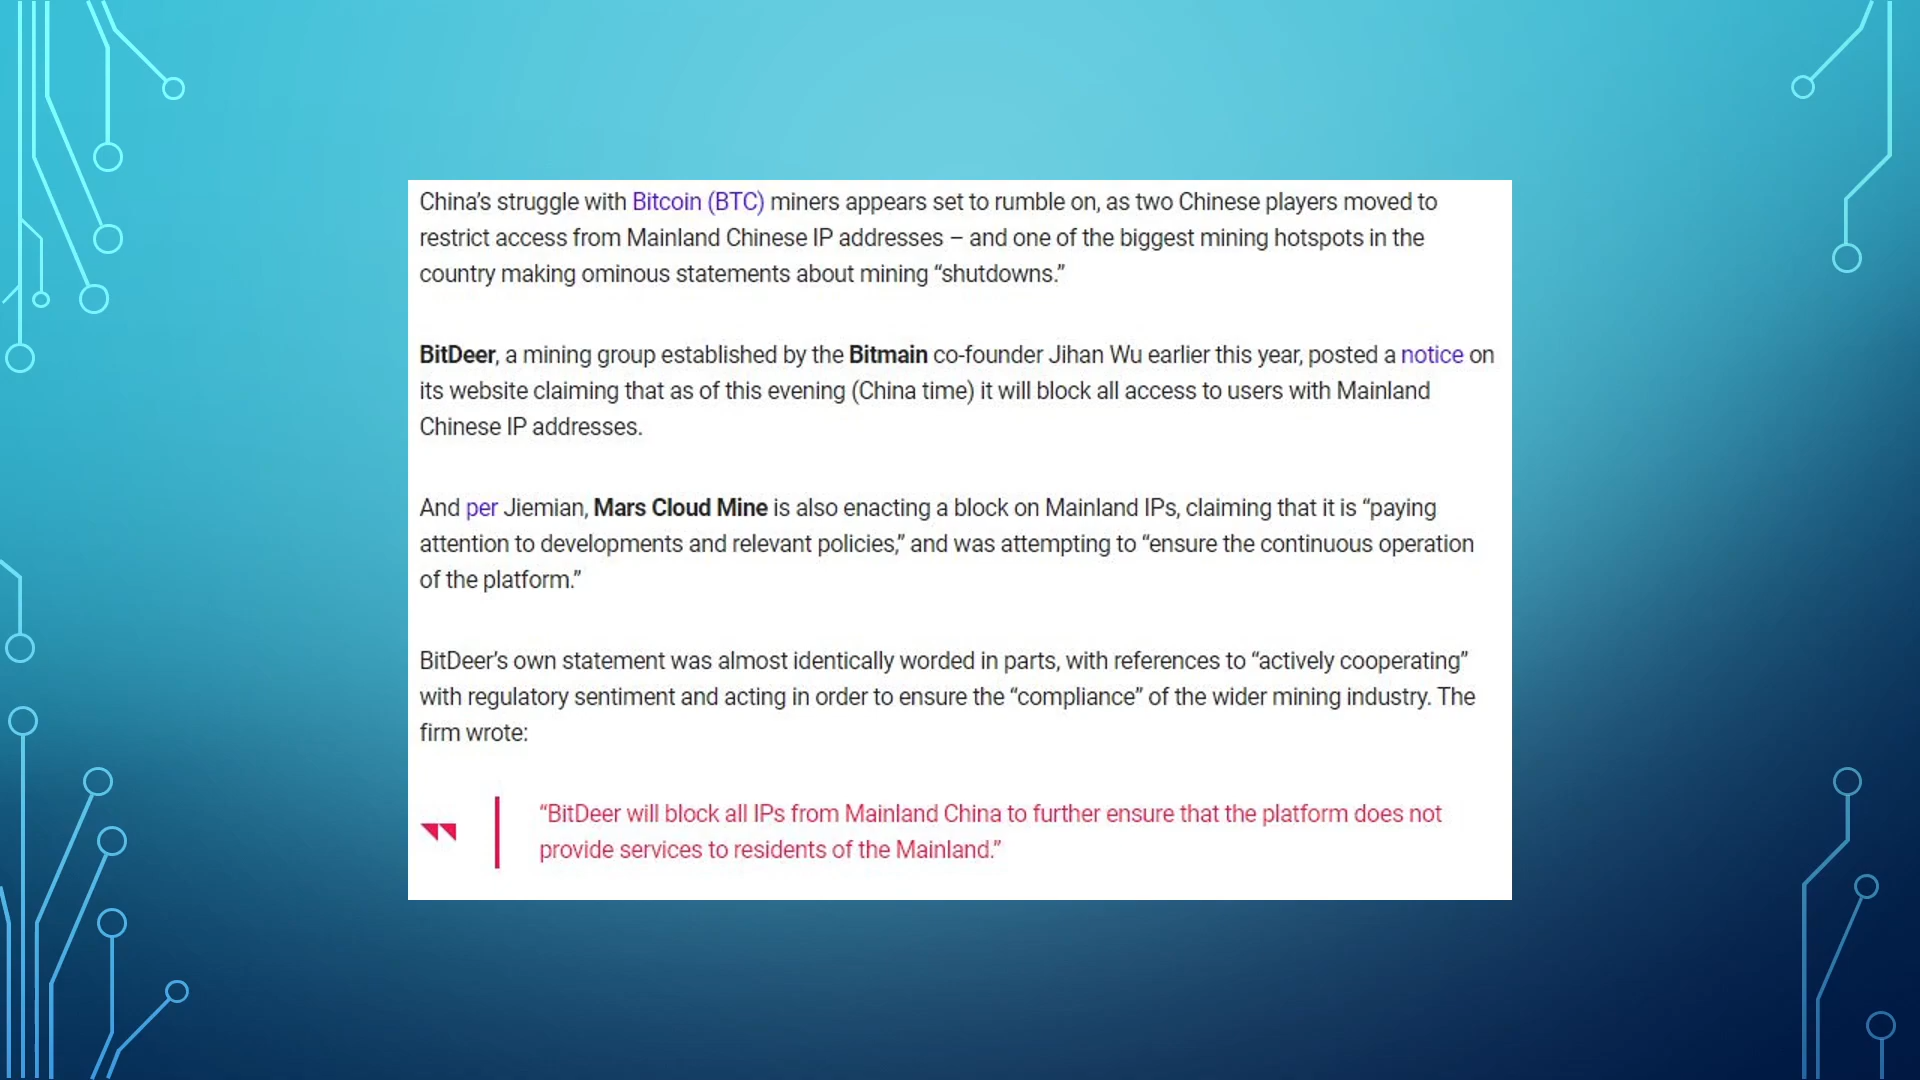 China’s struggle with Bitcoin (BTC) miners appears set to rumble on, as two Chinese players moved to
restrict access from Mainland Chinese IP addresses – and one of the biggest mining hotspots in the
country making ominous statements about mining “shutdowns.”
BitDeer, a mining group established by the Bitmain co-founder Jihan Wu earlier this year, posted a notice on
its website claiming that as of this evening (China time) it will block all access to users with Mainland
Chinese IP addresses.
And per Jiemian, Mars Cloud Mine is also enacting a block on Mainland IPs, claiming that it is “paying
attention to developments and relevant policies,” and was attempting to “ensure the continuous operation
of the platform.”
BitDeer’s own statement was almost identically worded in parts, with references to “actively cooperating”
with regulatory sentiment and acting in order to ensure the “compliance” of the wider mining industry. The
firm wrote:
“BitDeer will block all IPs from Mainland China to further ensure that the platform does not
provide services to residents of the Mainland.”